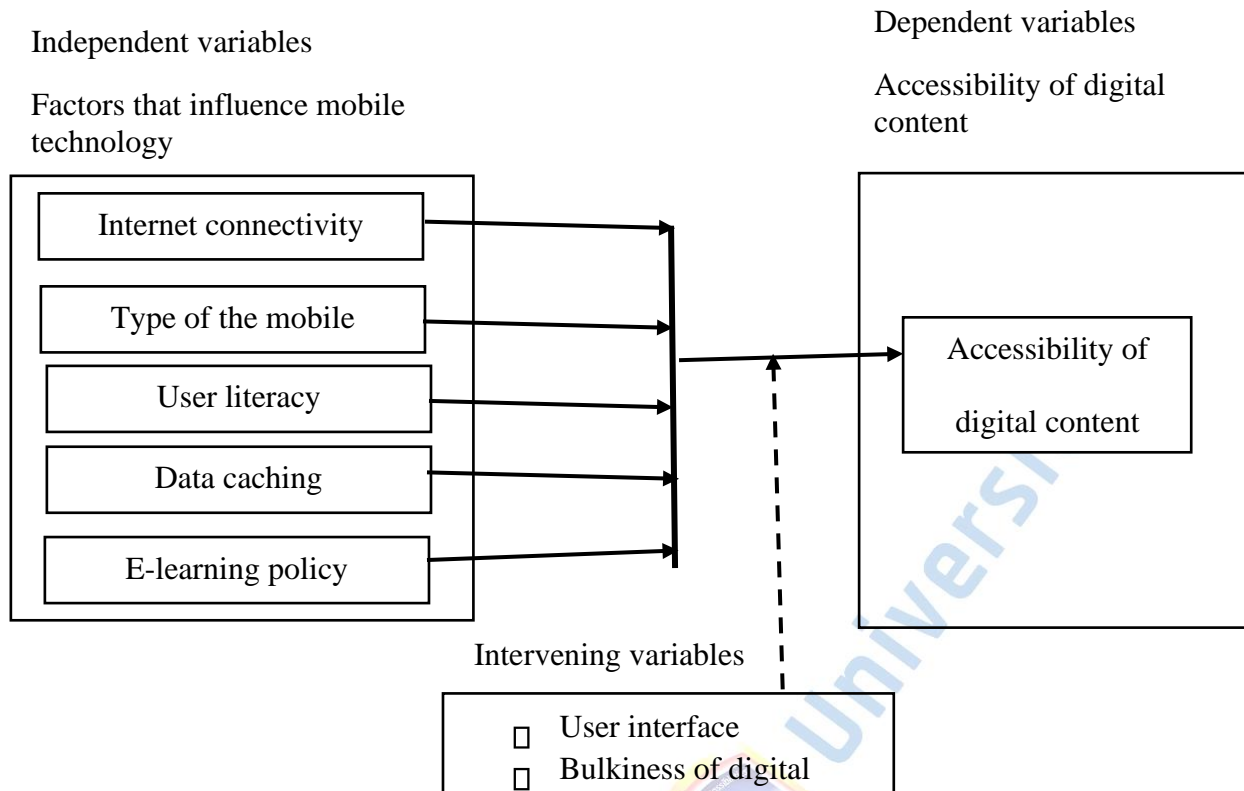 Independent variables
Factors that influence mobile
technology
Internet connectivity
Type of the mobile
User literacy
Data caching
E-learning policy
Dependent variables
Accessibility of digital
content
Accessibility of
digital content
Intervening variables
User interface
Bulkiness of digital